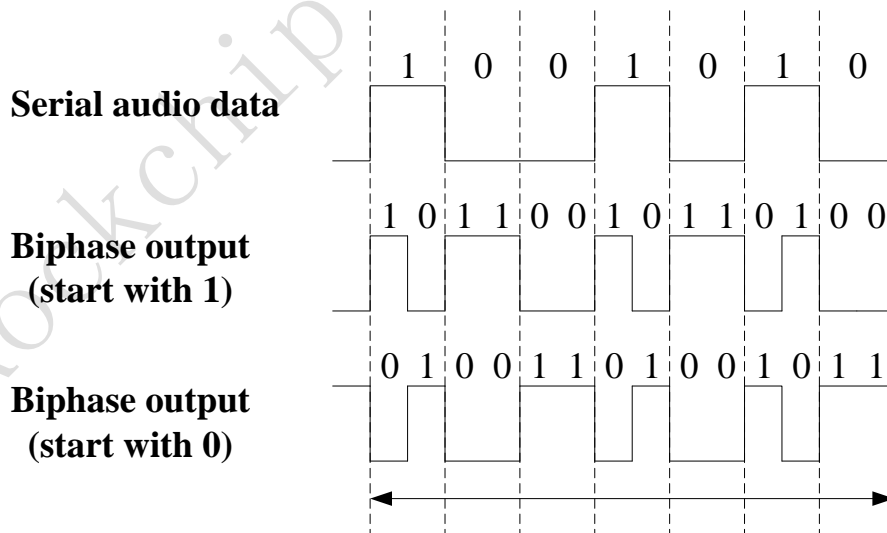 1 0 0 1 0 1 0
Serial audio data
1 0 1 1 0 0 1 0 1 1 0 1 0 0
Biphase output
(start with 1)
0 1 0 0 1 1 0 1 0 0 1 0 1 1
Biphase output
(start with 0)
ockchip